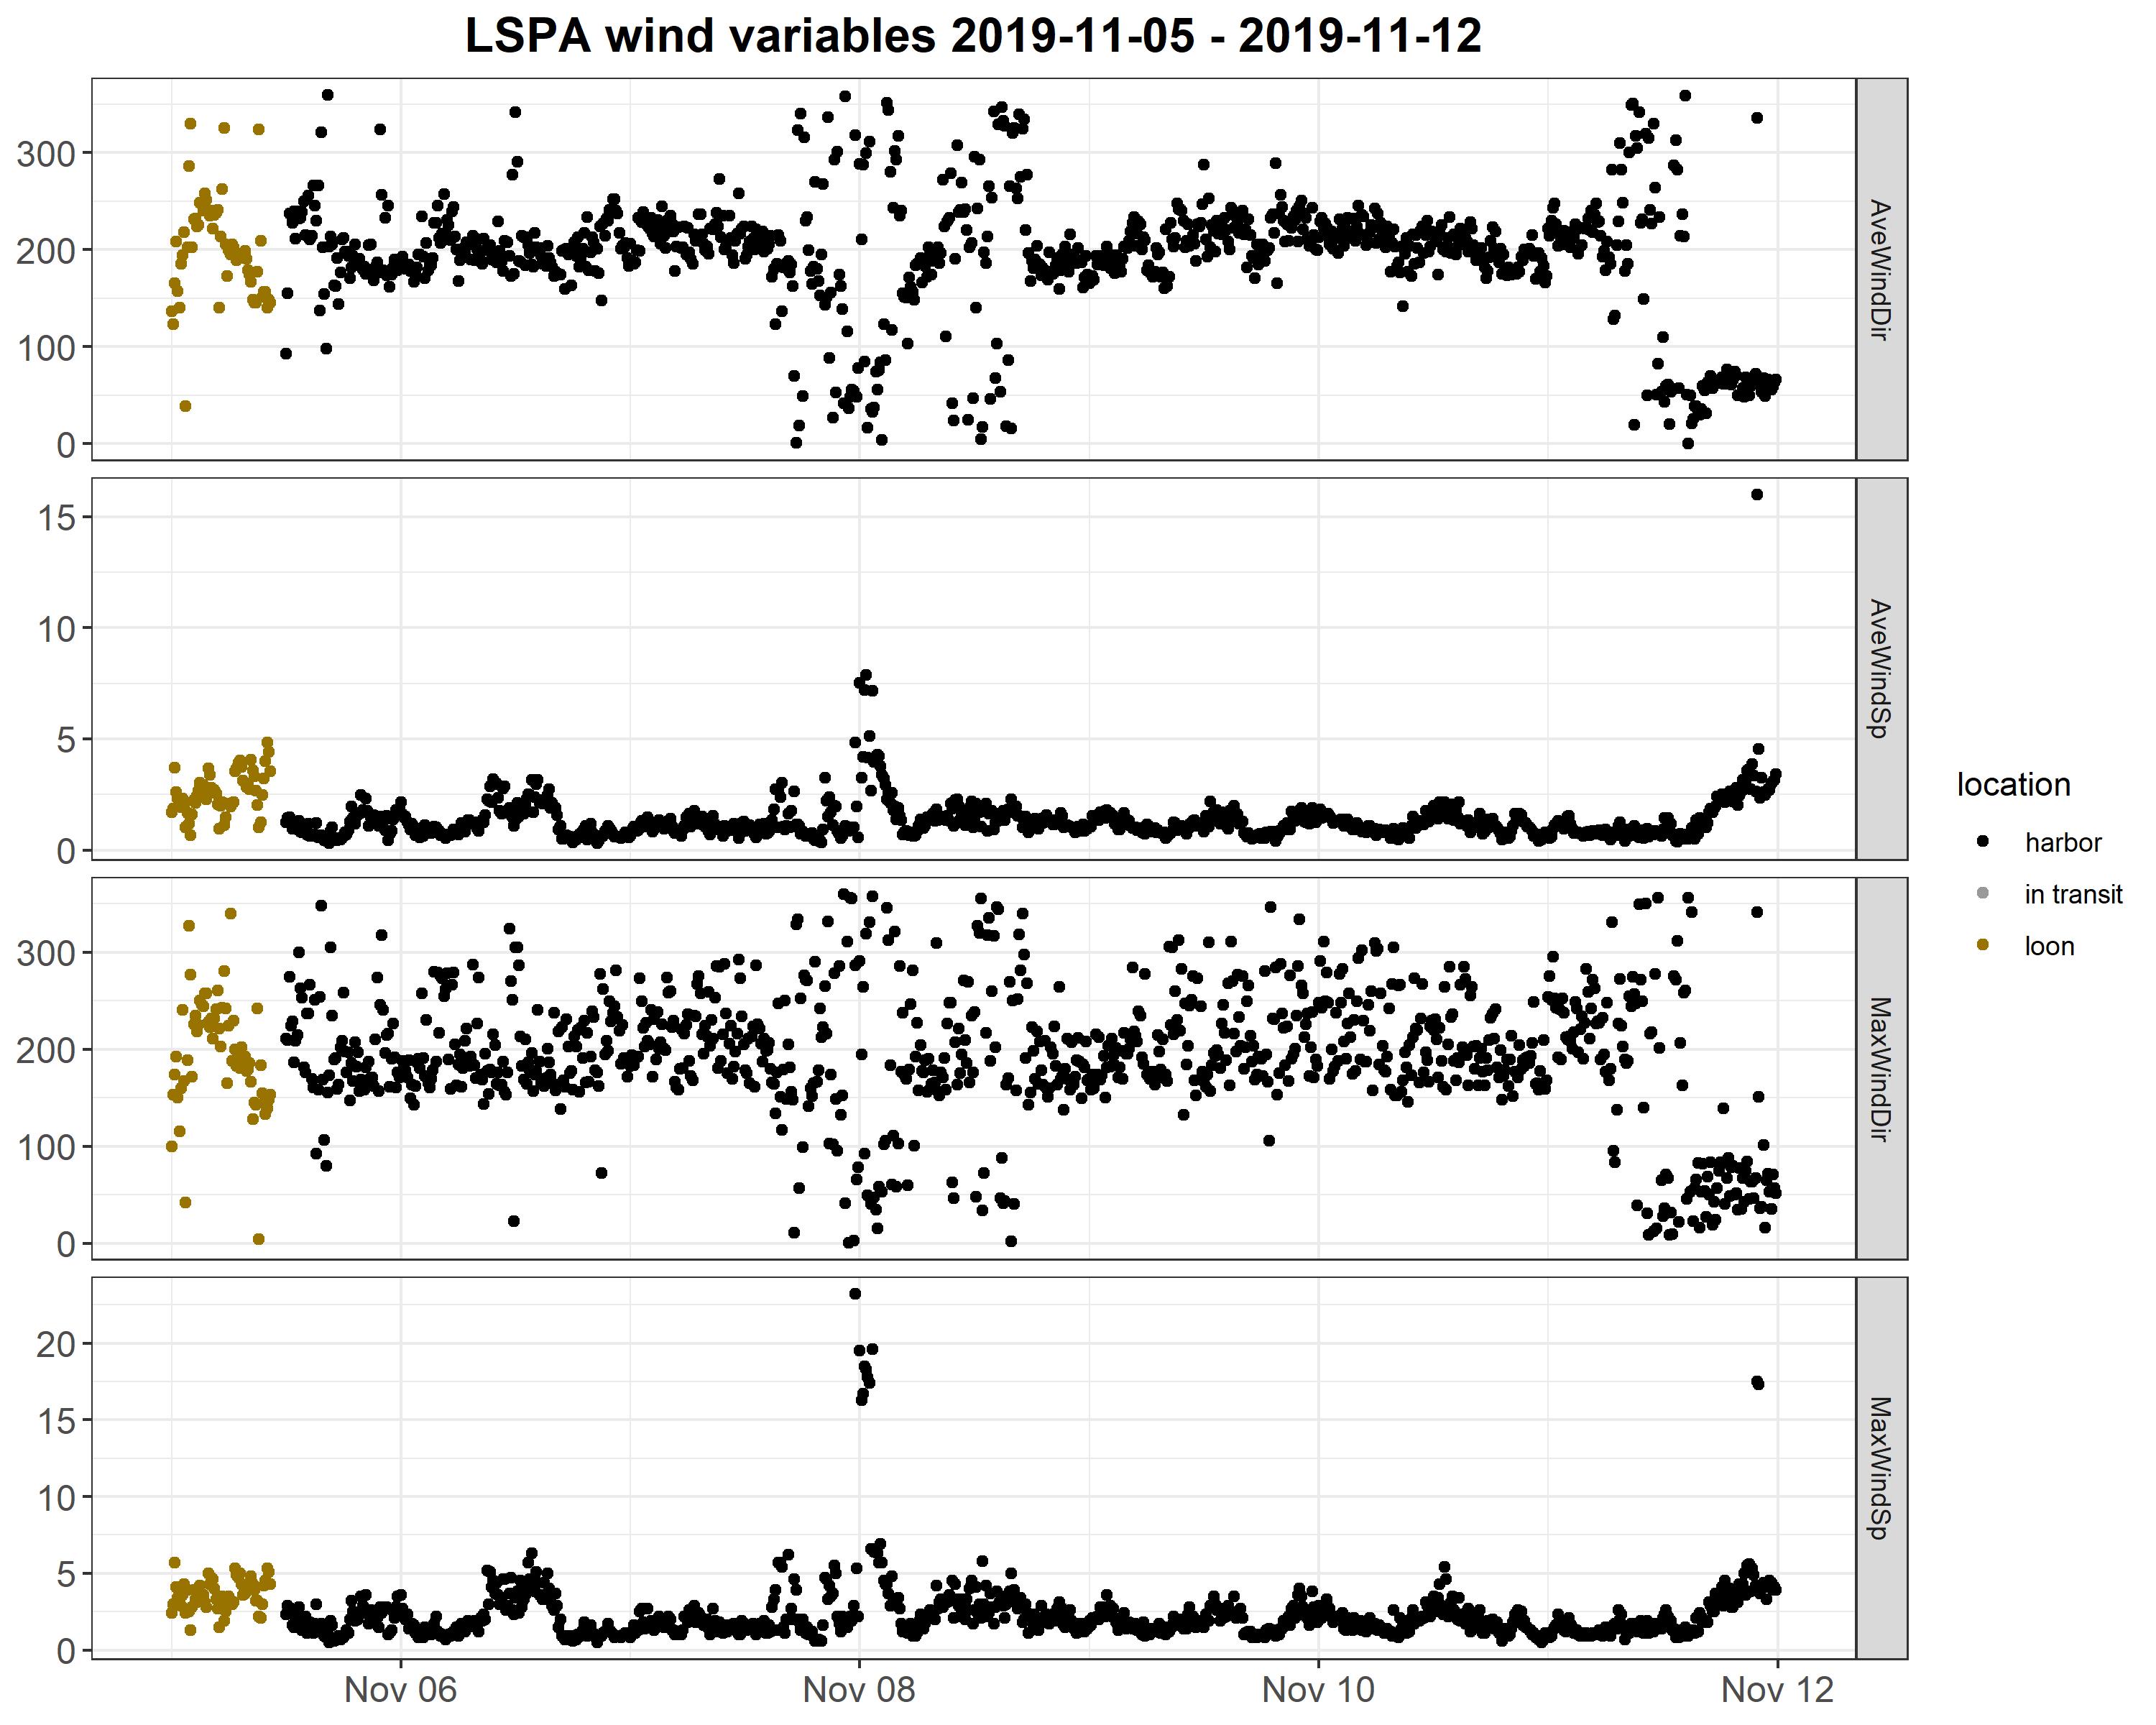 LSPA wind variables 2019-11-05 - 2019-11-12
300
200
100
0
AveWindDir
15
10
5
0
AveWindSp
300
200
100
0
MaxWindDir
20
15
10
5
0
MaxWindSp
Nov 06 Nov 08 Nov 10 Nov 12
location
harbor
in transit
loon